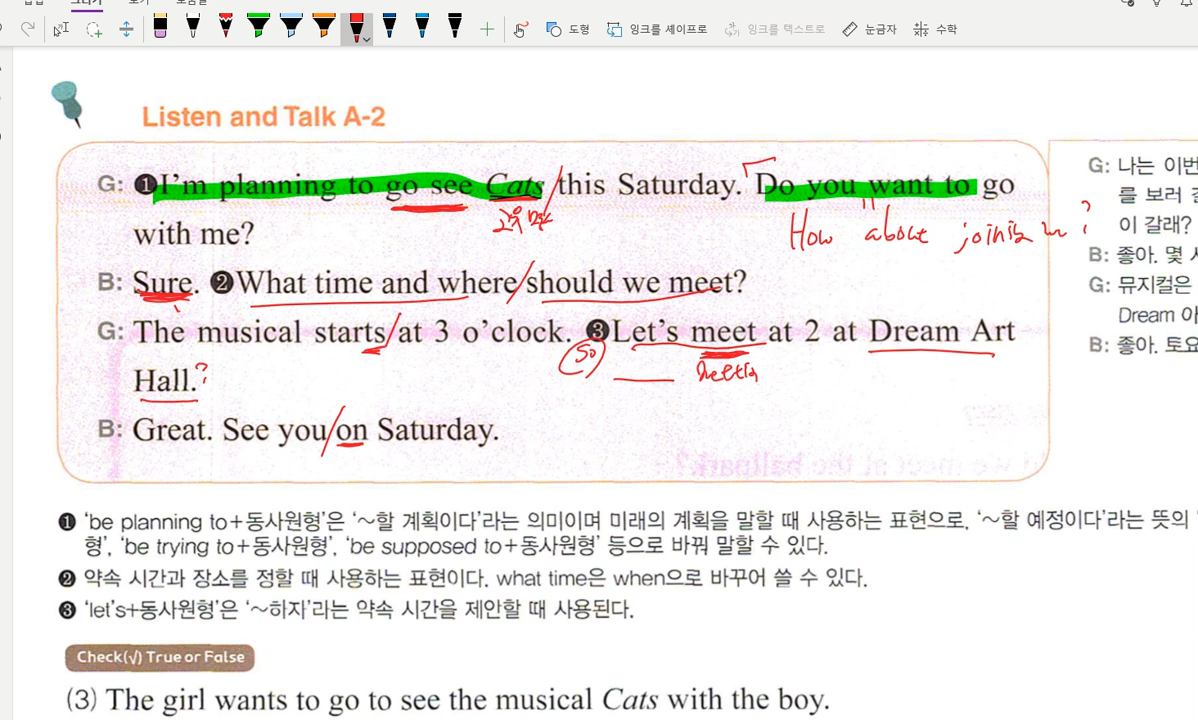 그리기
도형
잉크를 셰이프로
잉크를 텍스트로
눈금자
수학
Listen and Talk A-2
G: ❶I'm planning to go see Cats this Saturday. Do you want to go
How about joining me?
with me?
B: Sure. ❷What time and where should we meet?
G: The musical starts at 3 o'clock. ❸Let's meet at 2 at Dream Art
So
Hall.?
B: Great. See you on Saturday.
G: 나는 이번
를 보러
이 갈래?
B: 좋아. 몇
G: 뮤지컬은
Dream 아
B: 좋아. 토요
❶ 'be planning to+동사원형'은 '~할 계획이다'라는 의미이며 미래의 계획을 말할 때 사용하는 표현으로, '~할 예정이다'라는 뜻의 '
형', 'be trying to+동사원형', 'be supposed to+동사원형' 등으로 바꿔 말할 수 있다.
❷ 약속 시간과 장소를 정할 때 사용하는 표현이다. what time은 when으로 바꾸어 쓸 수 있다.
❸ 'let's+동사원형'은 '~하자'라는 약속 시간을 제안할 때 사용된다.
Check(√) True or False
(3) The girl wants to go to see the musical Cats with the boy.